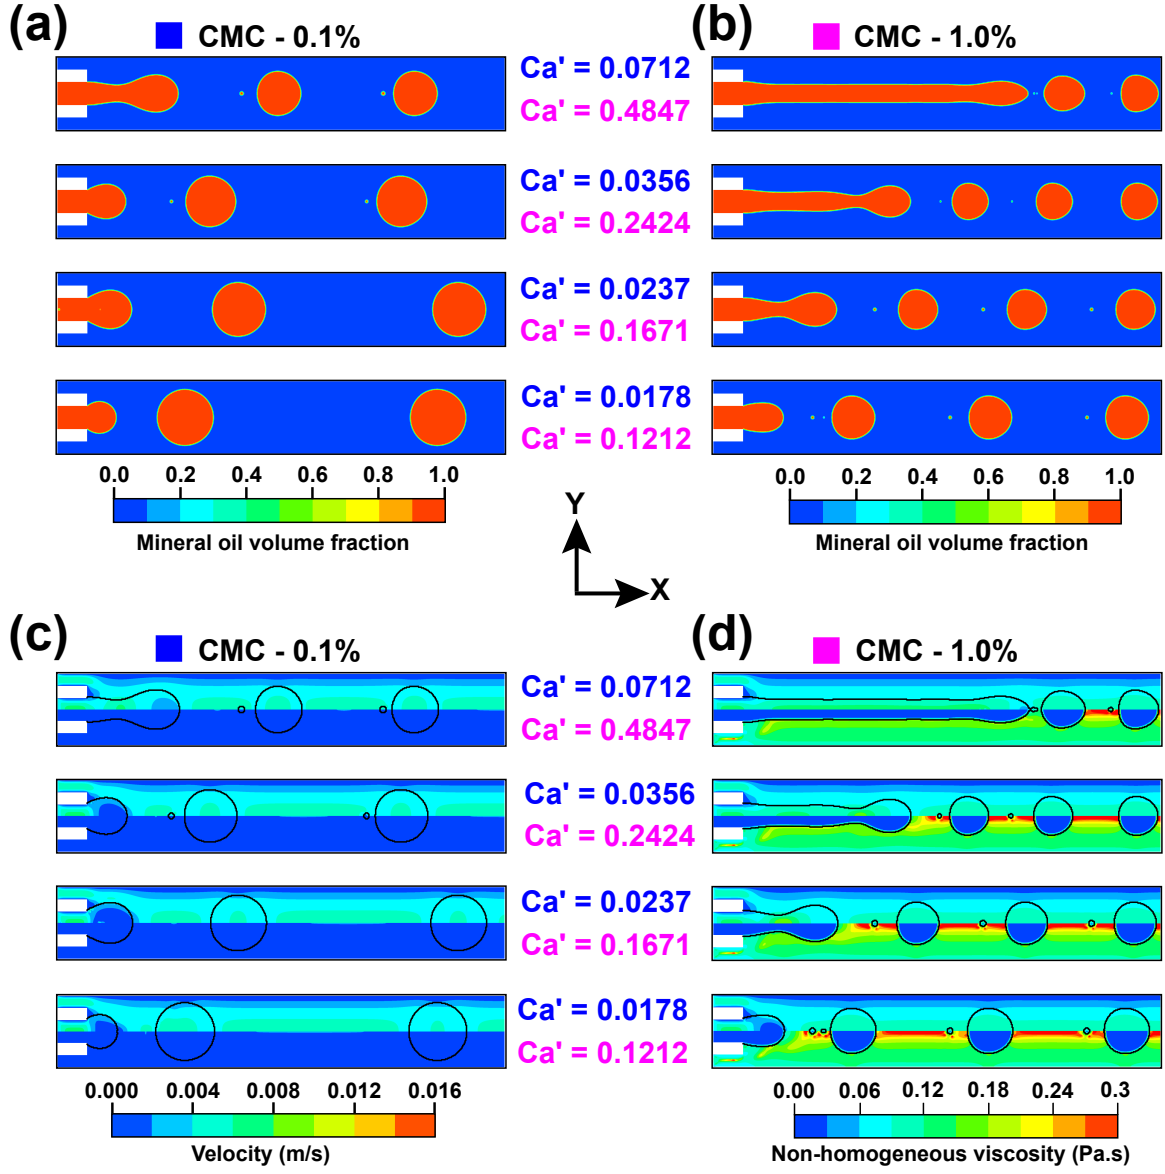 (a)
CMC - 0.1%
(b)
CMC - 1.0%
Ca' = 0.0712
Ca' = 0.4847
Ca' = 0.0356
Ca' = 0.2424
Ca' = 0.0237
Ca' = 0.1671
Ca' = 0.0178
Ca' = 0.1212
0.0 0.2 0.4 0.6 0.8 1.0
Mineral oil volume fraction
0.0 0.2 0.4 0.6 0.8 1.0
Mineral oil volume fraction
Y
X
(c)
CMC - 0.1%
(d)
CMC - 1.0%
Ca' = 0.0712
Ca' = 0.4847
Ca' = 0.0356
Ca' = 0.2424
Ca' = 0.0237
Ca' = 0.1671
Ca' = 0.0178
Ca' = 0.1212
0.000 0.004 0.008 0.012 0.016
Velocity (m/s)
0.00 0.06 0.12 0.18 0.24 0.3
Non-homogeneous viscosity (Pa.s)